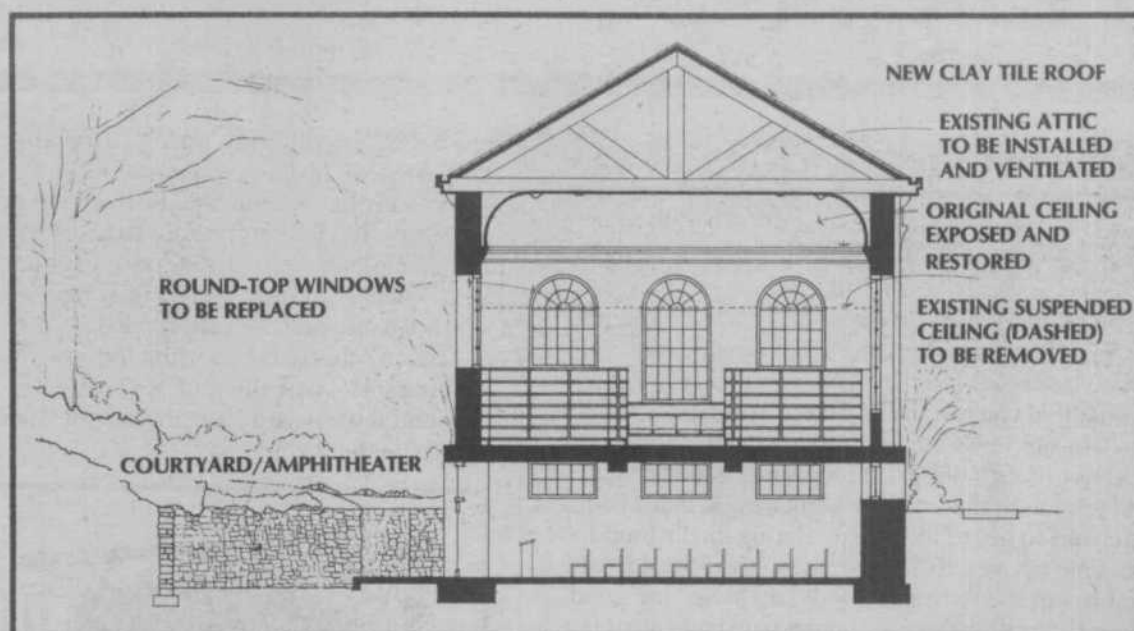 NEW CLAY TILE ROOF
EXISTING ATTIC
TO BE INSTALLED
AND VENTILATED
ORIGINAL CEILING
EXPOSED AND
RESTORED
ROUND-TOP WINDOWS
TO BE REPLACED
EXISTING SUSPENDED
CEILING (DASHED)
TO BE REMOVED
COURTYARD/AMPHITHEATER